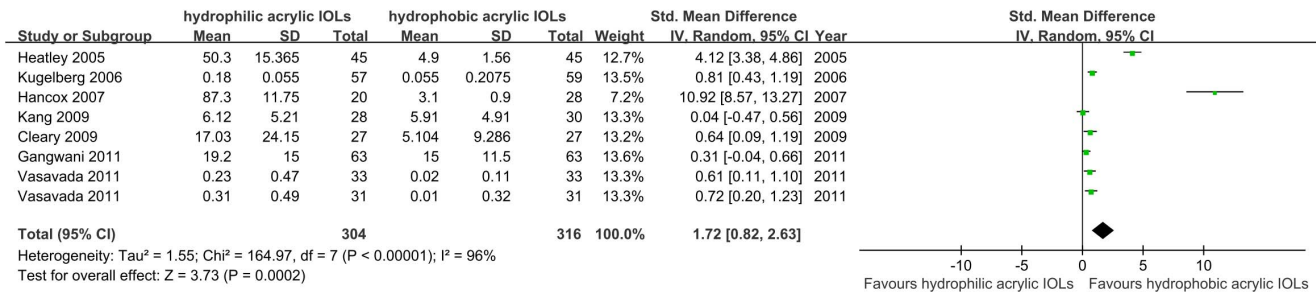 hydrophilic acrylic IOLs hydrophobic acrylic IOLs Std. Mean Difference Std. Mean Difference
Study or Subgroup Mean SD Total Mean SD Total Weight IV. Random, 95% CI Year IV. Random, 95% CI
Heatley 2005 50.3 15.365 45 4.9 1.56 45 12.7% 4.12 [3.38, 4.86] 2005
Kugelberg 2006 0.18 0.055 57 0.055 0.2075 59 13.5% 0.81 [0.43, 1.19] 2006
Hancox 2007 87.3 11.75 20 3.1 0.9 28 7.2% 10.92 [8.57, 13.27] 2007
Kang 2009 6.12 5.21 28 5.91 4.91 30 13.3% 0.04 [-0.47, 0.56] 2009
Cleary 2009 17.03 24.15 27 5.104 9.286 27 13.2% 0.64 [0.09, 1.19] 2009
Gangwani 2011 19.2 15 63 15 11.5 63 13.6% 0.31 [-0.04, 0.66] 2011
Vasavada 2011 0.23 0.47 33 0.02 0.11 33 13.3% 0.61 [0.11, 1.10] 2011
Vasavada 2011 0.31 0.49 31 0.01 0.32 31 13.3% 0.72 [0.20, 1.23] 2011
Total (95% CI) 304 316 100.0% 1.72 [0.82, 2.63]
Heterogeneity: Tau² = 1.55; Chi² = 164.97, df = 7 (P < 0.00001); I² = 96%
Test for overall effect: Z = 3.73 (P = 0.0002)
-10 -5 0 5 10
Favours hydrophilic acrylic IOLs Favours hydrophobic acrylic IOLs